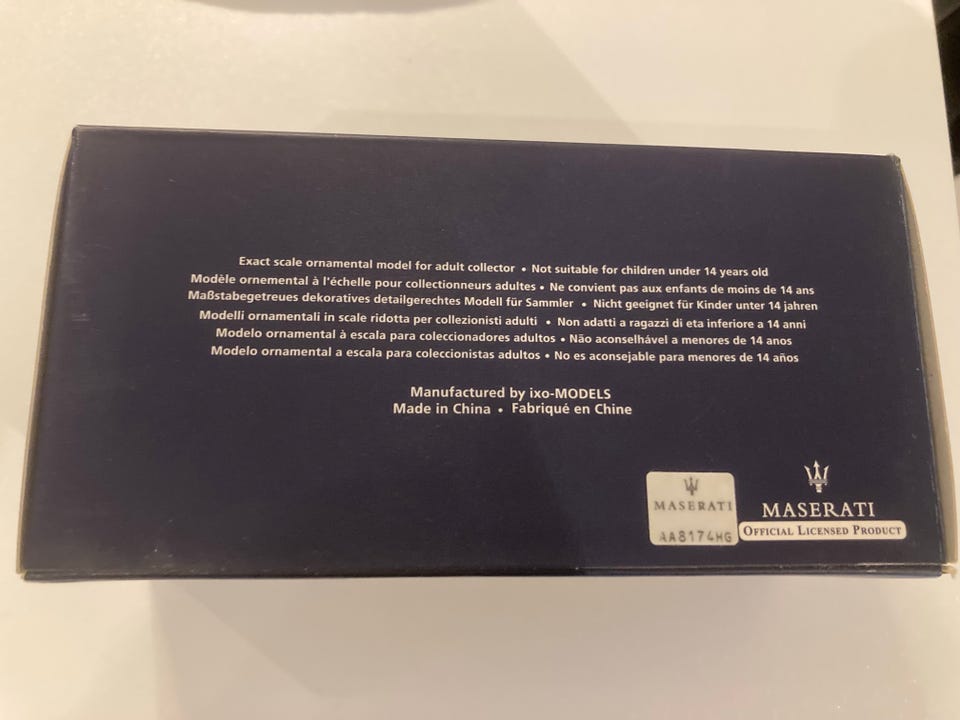 Exact scale ornamental model for adult collector • Not suitable for children under 14 years old
Modèle ornemental à l'échelle pour collectionneurs adultes • Ne convient pas aux enfants de moins de 14 ans
Maßstabegetreues dekoratives detailgerechtes Modell für Sammler • Nicht geeignet für Kinder unter 14 jahren
Modelli ornamentali in scale ridotta per collezionisti adulti • Non adatti a ragazzi di eta inferiore a 14 anni
Modelo ornamental à escala para coleccionadores adultos • Não aconselhável a menores de 14 anos
Modelo ornamental a escala para coleccionistas adultos • No es aconsejable para menores de 14 años
Manufactured by ixo-MODELS
Made in China • Fabriqué en Chine
MASERATI
AA8174HG
MASERATI
OFFICIAL LICENSED PRODUCT